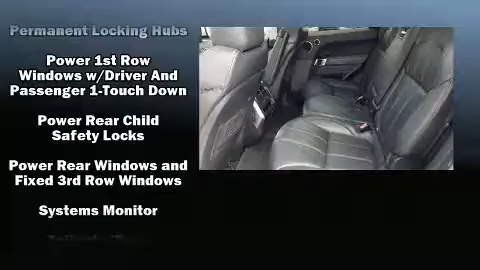 Permanent Locking Hubs
Power 1st Row
Windows w/Driver And
Passenger 1-Touch Down
Power Rear Child
Safety Locks
Power Rear Windows and
Fixed 3rd Row Windows
Systems Monitor